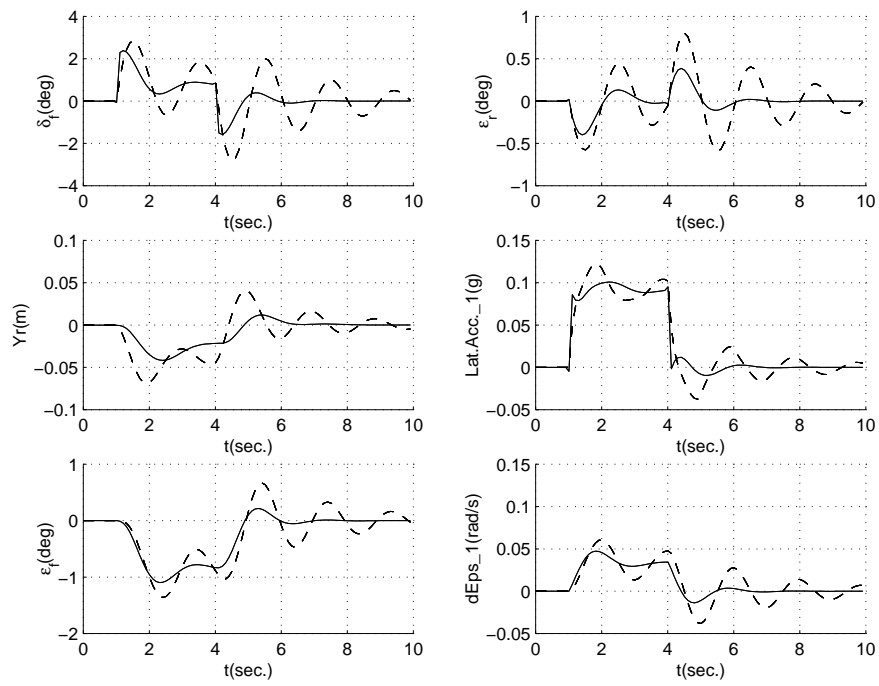 4
2
0
−2
−4
δf(deg)
0 2 4 6 8 10
t(sec.)
1
0.5
0
−0.5
−1
εr(deg)
0 2 4 6 8 10
t(sec.)
0.1
0.05
0
−0.05
−0.1
Yr(m)
0 2 4 6 8 10
t(sec.)
0.15
0.1
0.05
0
−0.05
Lat.Acc._1(g)
0 2 4 6 8 10
t(sec.)
1
0
−1
−2
εf(deg)
0 2 4 6 8 10
t(sec.)
0.15
0.1
0.05
0
−0.05
dEps_1(rad/s)
0 2 4 6 8 10
t(sec.)